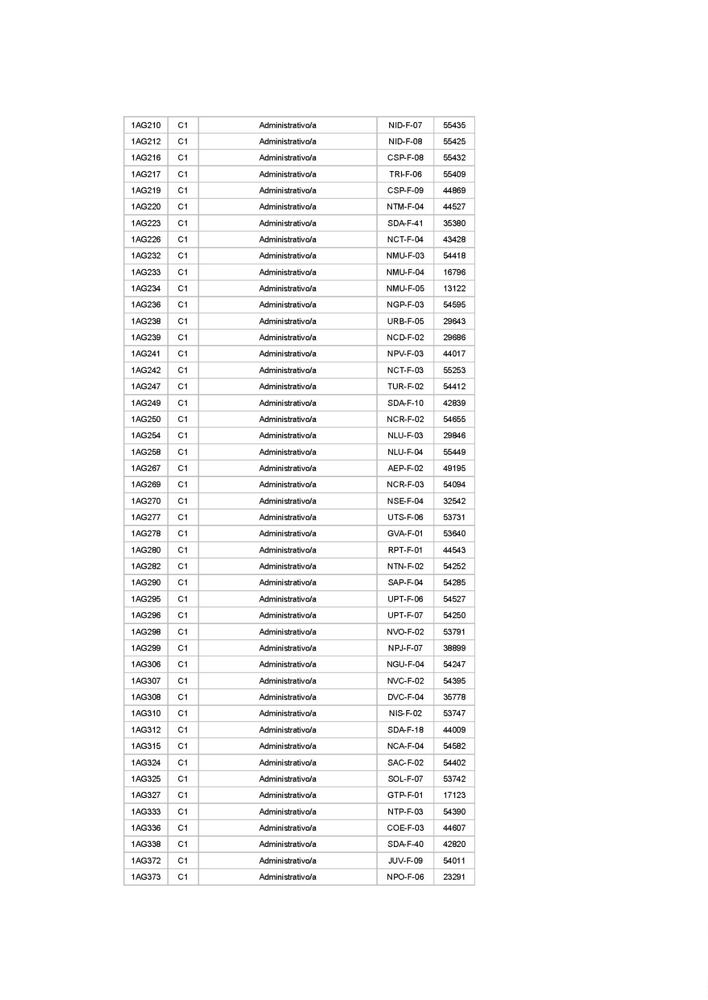 1AG210 C1 Administrativo/a NID-F-07 55435
1AG212 C1 Administrativo/a NID-F-08 55425
1AG216 C1 Administrativo/a CSP-F-08 55432
1AG217 C1 Administrativo/a TRI-F-06 55409
1AG219 C1 Administrativo/a CSP-F-09 44869
1AG220 C1 Administrativo/a NTM-F-04 44527
1AG223 C1 Administrativo/a SDA-F-41 35380
1AG226 C1 Administrativo/a NCT-F-04 43428
1AG232 C1 Administrativo/a NMU-F-03 54418
1AG233 C1 Administrativo/a NMU-F-04 16796
1AG234 C1 Administrativo/a NMU-F-05 13122
1AG236 C1 Administrativo/a NGP-F-03 54595
1AG238 C1 Administrativo/a URB-F-05 29643
1AG239 C1 Administrativo/a NCD-F-02 29686
1AG241 C1 Administrativo/a NPV-F-03 44017
1AG242 C1 Administrativo/a NCT-F-03 55253
1AG247 C1 Administrativo/a TUR-F-02 54412
1AG249 C1 Administrativo/a SDA-F-10 42839
1AG250 C1 Administrativo/a NCR-F-02 54655
1AG254 C1 Administrativo/a NLU-F-03 29846
1AG258 C1 Administrativo/a NLU-F-04 55449
1AG267 C1 Administrativo/a AEP-F-02 49195
1AG269 C1 Administrativo/a NCR-F-03 54094
1AG270 C1 Administrativo/a NSE-F-04 32542
1AG277 C1 Administrativo/a UTS-F-06 53731
1AG278 C1 Administrativo/a GVA-F-01 53640
1AG280 C1 Administrativo/a RPT-F-01 44543
1AG282 C1 Administrativo/a NTN-F-02 54252
1AG290 C1 Administrativo/a SAP-F-04 54285
1AG295 C1 Administrativo/a UPT-F-06 54527
1AG296 C1 Administrativo/a UPT-F-07 54250
1AG298 C1 Administrativo/a NVO-F-02 53791
1AG299 C1 Administrativo/a NPJ-F-07 38899
1AG306 C1 Administrativo/a NGU-F-04 54247
1AG307 C1 Administrativo/a NVC-F-02 54395
1AG308 C1 Administrativo/a DVC-F-04 35778
1AG310 C1 Administrativo/a NIS-F-02 53747
1AG312 C1 Administrativo/a SDA-F-18 44009
1AG315 C1 Administrativo/a NCA-F-04 54582
1AG324 C1 Administrativo/a SAC-F-02 54402
1AG325 C1 Administrativo/a SOL-F-07 53742
1AG327 C1 Administrativo/a GTP-F-01 17123
1AG333 C1 Administrativo/a NTP-F-03 54390
1AG336 C1 Administrativo/a COE-F-03 44607
1AG338 C1 Administrativo/a SDA-F-40 42820
1AG372 C1 Administrativo/a JUV-F-09 54011
1AG373 C1 Administrativo/a NPO-F-06 23291